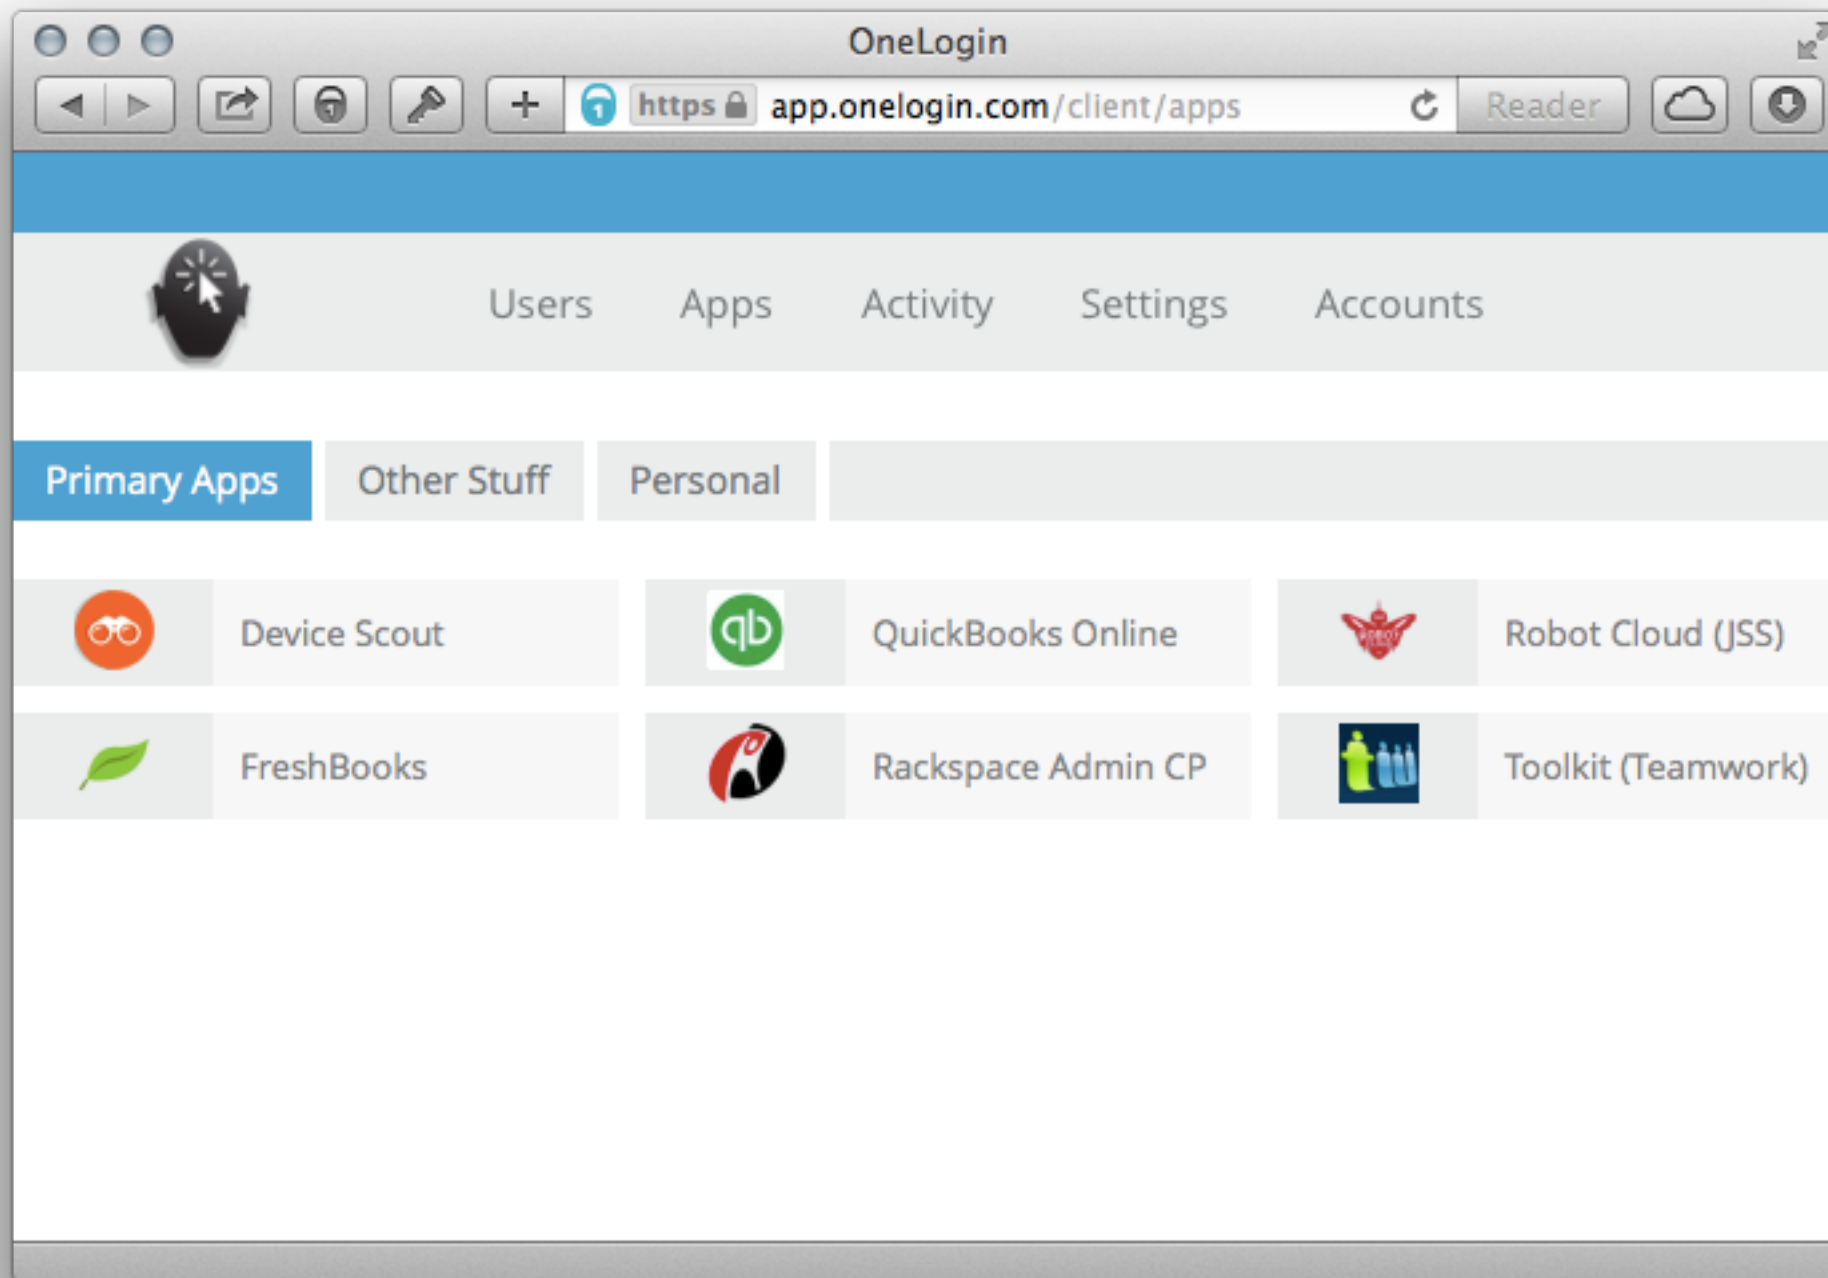 OneLogin
https app.onelogin.com/client/apps Reader
Users Apps Activity Settings Accounts
Primary Apps Other Stuff Personal
Device Scout QuickBooks Online Robot Cloud (JSS)
FreshBooks Rackspace Admin CP Toolkit (Teamwork)